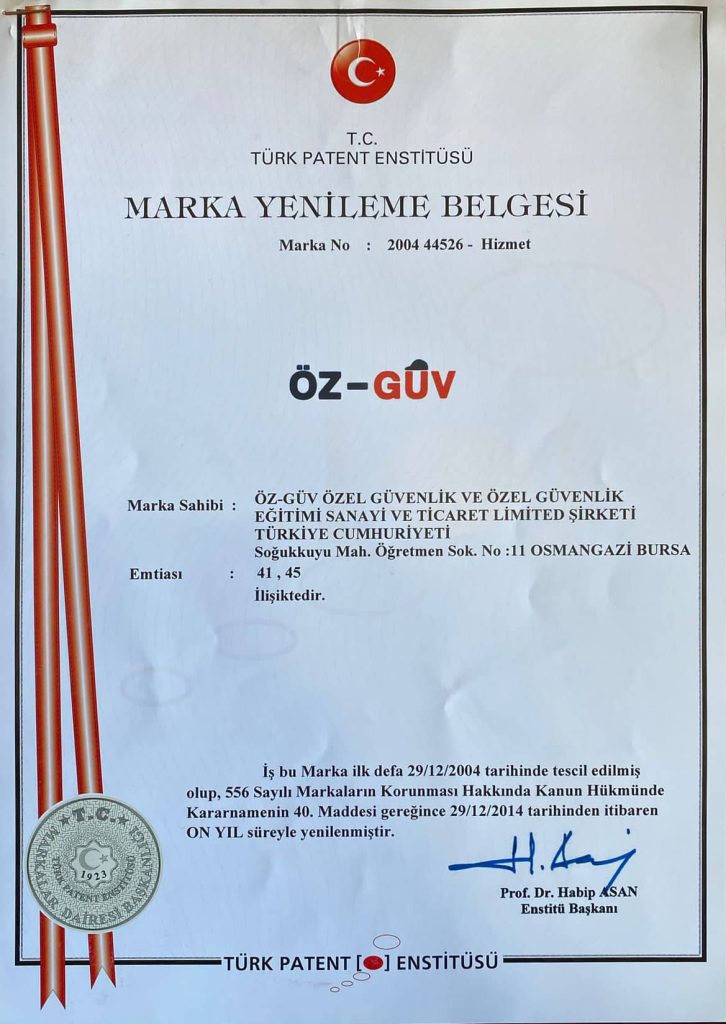 T.C.
TÜRK PATENT ENSTİTÜSÜ
MARKA YENİLEME BELGESİ
Marka No : 2004 44526 - Hizmet
ÖZ-GÜV
Marka Sahibi : ÖZ-GÜV ÖZEL GÜVENLİK VE ÖZEL GÜVENLİK
EĞİTİMİ SANAYİ VE TİCARET LİMİTED ŞİRKETİ
TÜRKİYE CUMHURİYETİ
Soğukkuyu Mah. Öğretmen Sok. No :11 OSMANGAZİ BURSA
Emtiası : 41 , 45
İlişiktedir.
İş bu Marka ilk defa 29/12/2004 tarihinde tescil edilmiş
olup, 556 Sayılı Markaların Korunması Hakkında Kanun Hükmünde
Kararnamenin 40. Maddesi gereğince 29/12/2014 tarihinden itibaren
ON YIL süreyle yenilenmiştir.
Prof. Dr. Habip ASAN
Enstitü Başkanı
T.C.
TÜRK PATENT ENSTİTÜSÜ
MARKALAR DAİRESİ BAŞKANLIĞI
1923
TÜRK PATENT [ ] ENSTİTÜSÜ